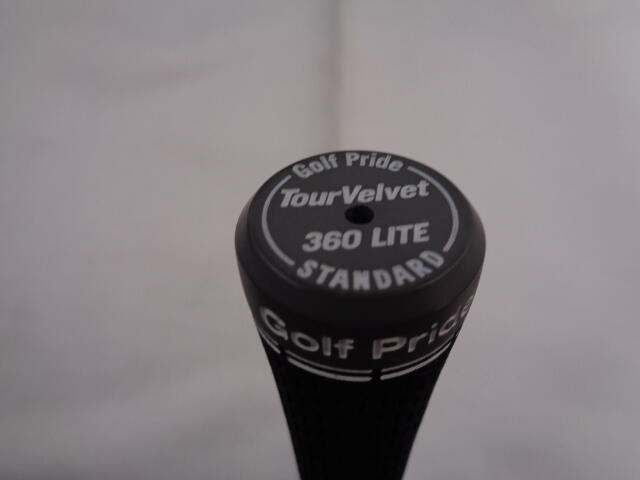 Golf Pride
TourVelvet
360 LITE
STANDARD
Golf Pride